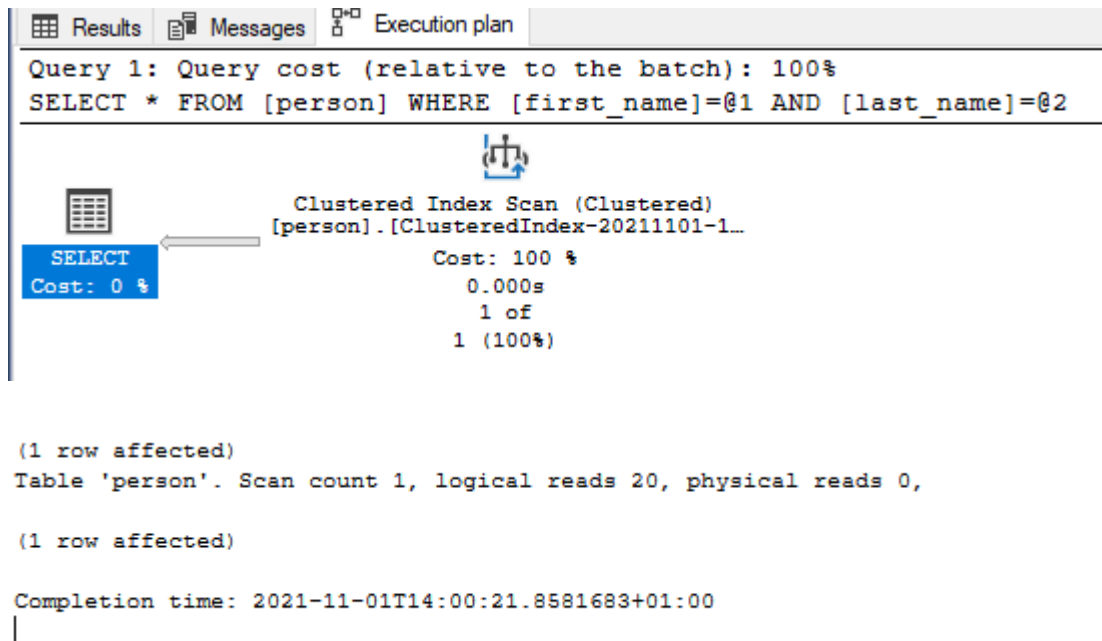 Results Messages Execution plan
Query 1: Query cost (relative to the batch): 100%
SELECT * FROM [person] WHERE [first_name]=@1 AND [last_name]=@2
Clustered Index Scan (Clustered)
[person].[ClusteredIndex-20211101-1…
SELECT
Cost: 0 %
Cost: 100 %
0.000s
1 of
1 (100%)
(1 row affected)
Table 'person'. Scan count 1, logical reads 20, physical reads 0,
(1 row affected)
Completion time: 2021-11-01T14:00:21.8581683+01:00